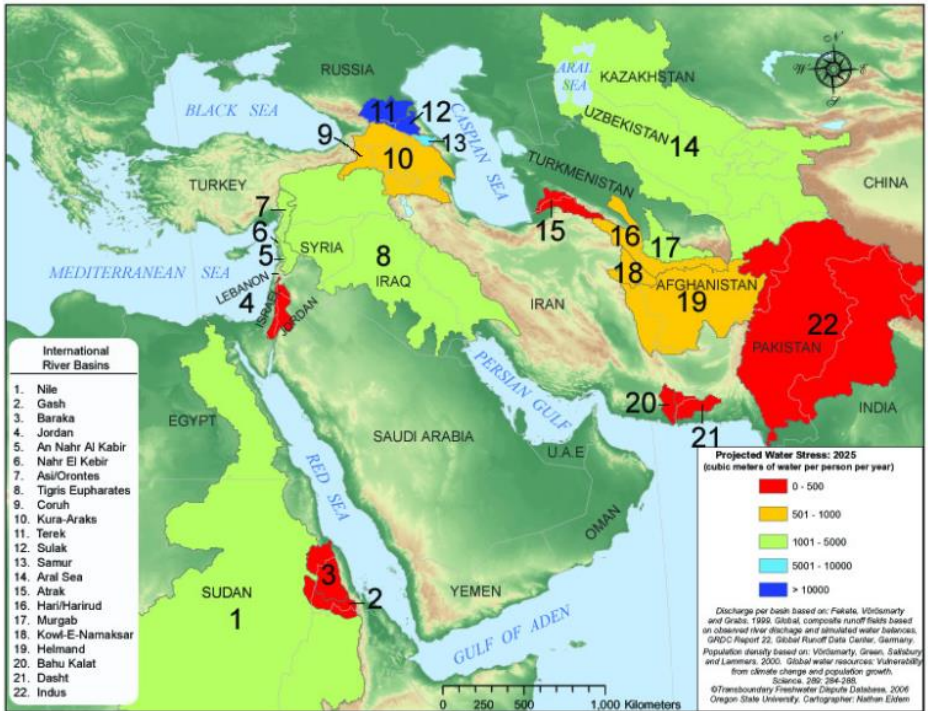 RUSSIA
KAZAKHSTAN
ARAL
SEA
N
W
E
S
BLACK SEA
11
12
CASPIAN SEA
UZBEKISTAN
9
13
10
14
TURKMENISTAN
CHINA
TURKEY
7
15
16
6
17
SYRIA
8
5
18
AFGHANISTAN
MEDITERRANEAN SEA
LEBANON
IRAQ
IRAN
19
4
ISRAEL
JORDAN
22
PAKISTAN
PERSIAN GULF
20
21
INDIA
EGYPT
SAUDI ARABIA
U.A.E
RED SEA
OMAN
3
SUDAN
2
YEMEN
1
GULF OF ADEN
0 250 500 1,000 Kilometers
International
River Basins
1. Nile
2. Gash
3. Baraka
4. Jordan
5. An Nahr Al Kabir
6. Nahr El Kebir
7. Asi/Orontes
8. Tigris Eupharates
9. Coruh
10. Kura-Araks
11. Terek
12. Sulak
13. Samur
14. Aral Sea
15. Atrak
16. Hari/Harirud
17. Murgab
18. Kowl-E-Namaksar
19. Helmand
20. Bahu Kalat
21. Dasht
22. Indus
Projected Water Stress: 2025
(cubic meters of water per person per year)
0 - 500
501 - 1000
1001 - 5000
5001 - 10000
> 10000
Discharge per basin based on: Fekete, Vörösmarty
and Grabs. 1999. Global, composite runoff fields based
on observed river discharge and simulated water balances.
GRDC Report 22, Global Runoff Data Center, Germany.
Population density based on: Vörösmarty, Green, Salisbury
and Lammers. 2000. Global water resources: Vulnerability
from climate change and population growth.
Science. 289: 284-288.
©Transboundary Freshwater Dispute Database, 2006
Oregon State University. Cartographer: Nathan Eidem